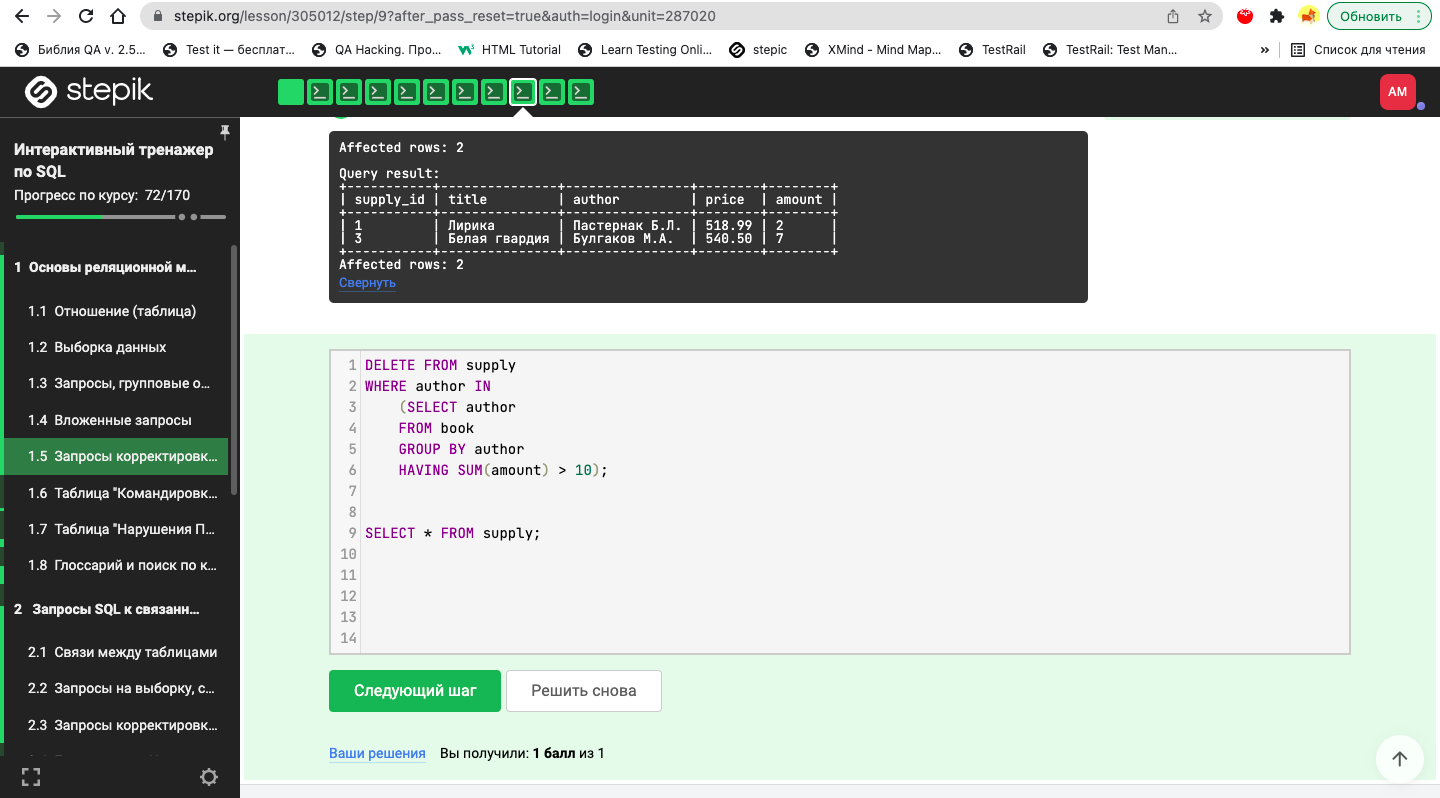 stepik.org/lesson/305012/step/9?after_pass_reset=true&auth=login&unit=287020
Обновить
Библия QA v. 2.5...
Test it — бесплат...
QA Hacking. Про...
HTML Tutorial
Learn Testing Onli...
stepic
XMind - Mind Map...
TestRail
TestRail: Test Man...
»
Список для чтения
stepik
AM
Интерактивный тренажер
по SQL
Прогресс по курсу: 72/170
1 Основы реляционной м...
1.1 Отношение (таблица)
1.2 Выборка данных
1.3 Запросы, групповые о...
1.4 Вложенные запросы
1.5 Запросы корректировк...
1.6 Таблица "Командировк...
1.7 Таблица "Нарушения П...
1.8 Глоссарий и поиск по к...
2 Запросы SQL к связанн...
2.1 Связи между таблицами
2.2 Запросы на выборку, с...
2.3 Запросы корректировк...
Affected rows: 2
Query result:
+-----------+---------------+----------------+--------+--------+
| supply_id | title         | author         | price  | amount |
+-----------+---------------+----------------+--------+--------+
| 1         | Лирика        | Пастернак Б.Л. | 518.99 | 2      |
| 3         | Белая гвардия | Булгаков М.А.  | 540.50 | 7      |
+-----------+---------------+----------------+--------+--------+
Affected rows: 2
Свернуть
1 DELETE FROM supply
2 WHERE author IN
3     (SELECT author
4     FROM book
5     GROUP BY author
6     HAVING SUM(amount) > 10);
7
8
9 SELECT * FROM supply;
10
11
12
13
14
Следующий шаг
Решить снова
Ваши решения
Вы получили: 1 балл из 1